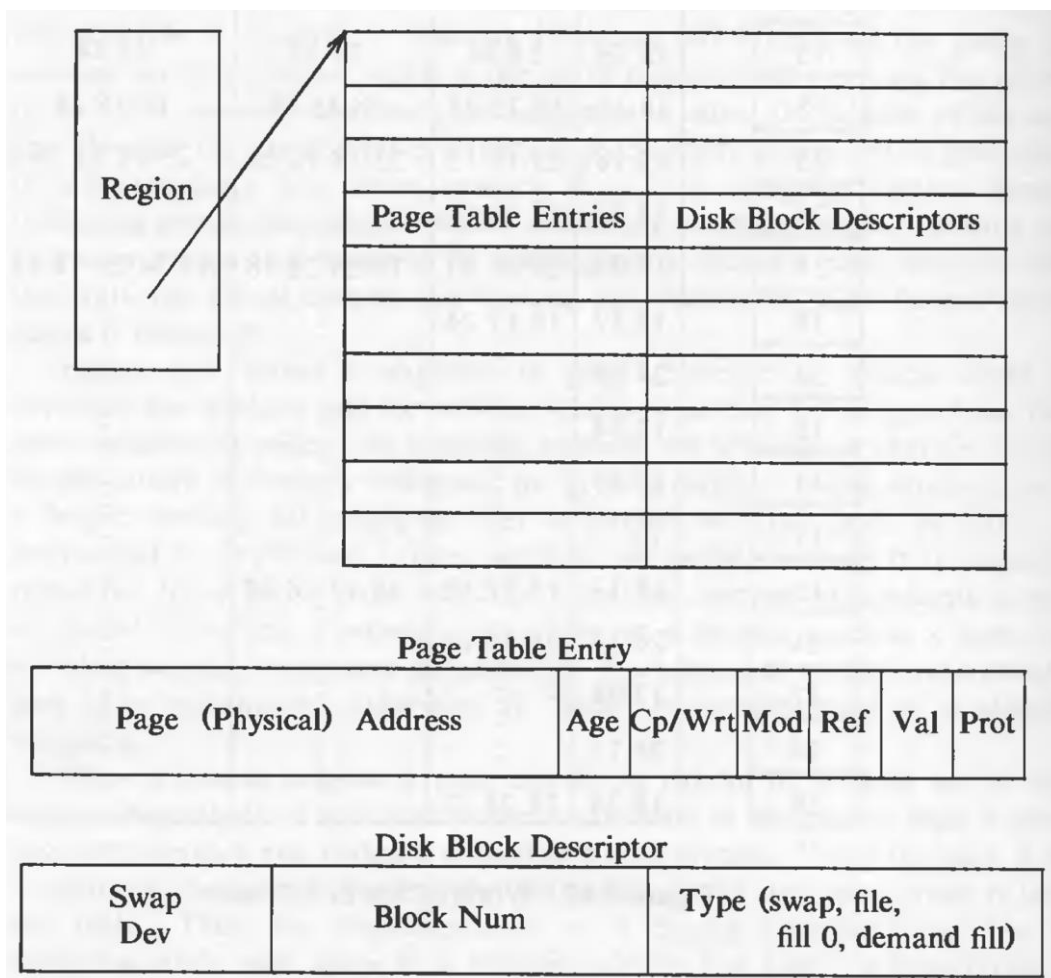 Region
Page Table Entries Disk Block Descriptors
Page Table Entry
Page (Physical) Address Age Cp/Wrt Mod Ref Val Prot
Disk Block Descriptor
Swap
Dev
Block Num
Type (swap, file,
fill 0, demand fill)